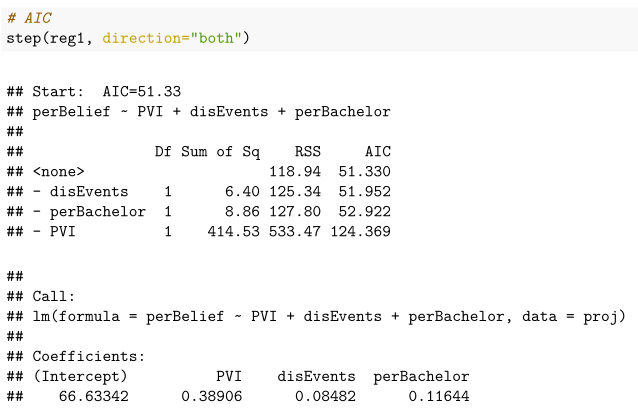 # AIC
step(reg1, direction="both")
## Start:  AIC=51.33
## perBelief ~ PVI + disEvents + perBachelor
##
##              Df Sum of Sq    RSS     AIC
## <none>                    118.94  51.330
## - disEvents    1      6.40 125.34  51.952
## - perBachelor  1      8.86 127.80  52.922
## - PVI          1    414.53 533.47 124.369
##
## Call:
## lm(formula = perBelief ~ PVI + disEvents + perBachelor, data = proj)
##
## Coefficients:
## (Intercept)          PVI    disEvents  perBachelor
##    66.63342      0.38906      0.08482      0.11644